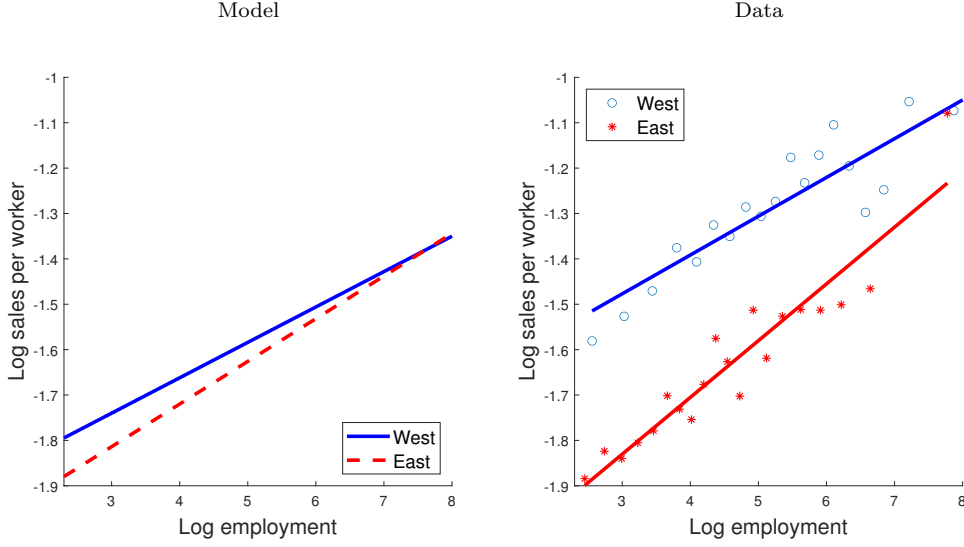 Model
-1
-1.1
-1.2
-1.3
-1.4
-1.5
-1.6
-1.7
-1.8
-1.9
Log sales per worker
3 4 5 6 7 8
Log employment
West
East
Data
-1
-1.1
-1.2
-1.3
-1.4
-1.5
-1.6
-1.7
-1.8
-1.9
Log sales per worker
3 4 5 6 7 8
Log employment
West
East